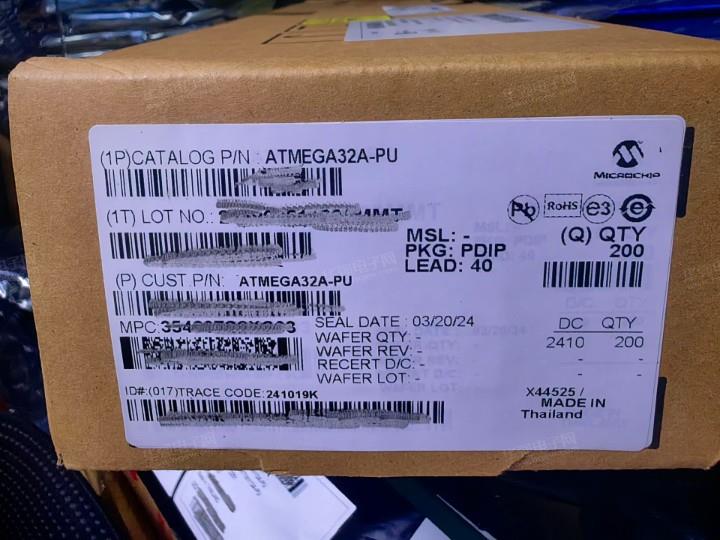 (1P)CATALOG P/N: ATMEGA32A-PU
MICROCHIP
(1T) LOT NO.:
Pb RoHS e3 e
MSL: -
PKG: PDIP
LEAD: 40
(Q) QTY
200
(P) CUST.P/N: ATMEGA32A-PU
MPC:
SEAL DATE : 03/20/24
WAFER QTY: -
WAFER REV: -
RECERT D/C: -
WAFER LOT: -
DC QTY
2410 200
- -
- -
ID#:(017)TRACE CODE:241019K
X44525 /
MADE IN
Thailand